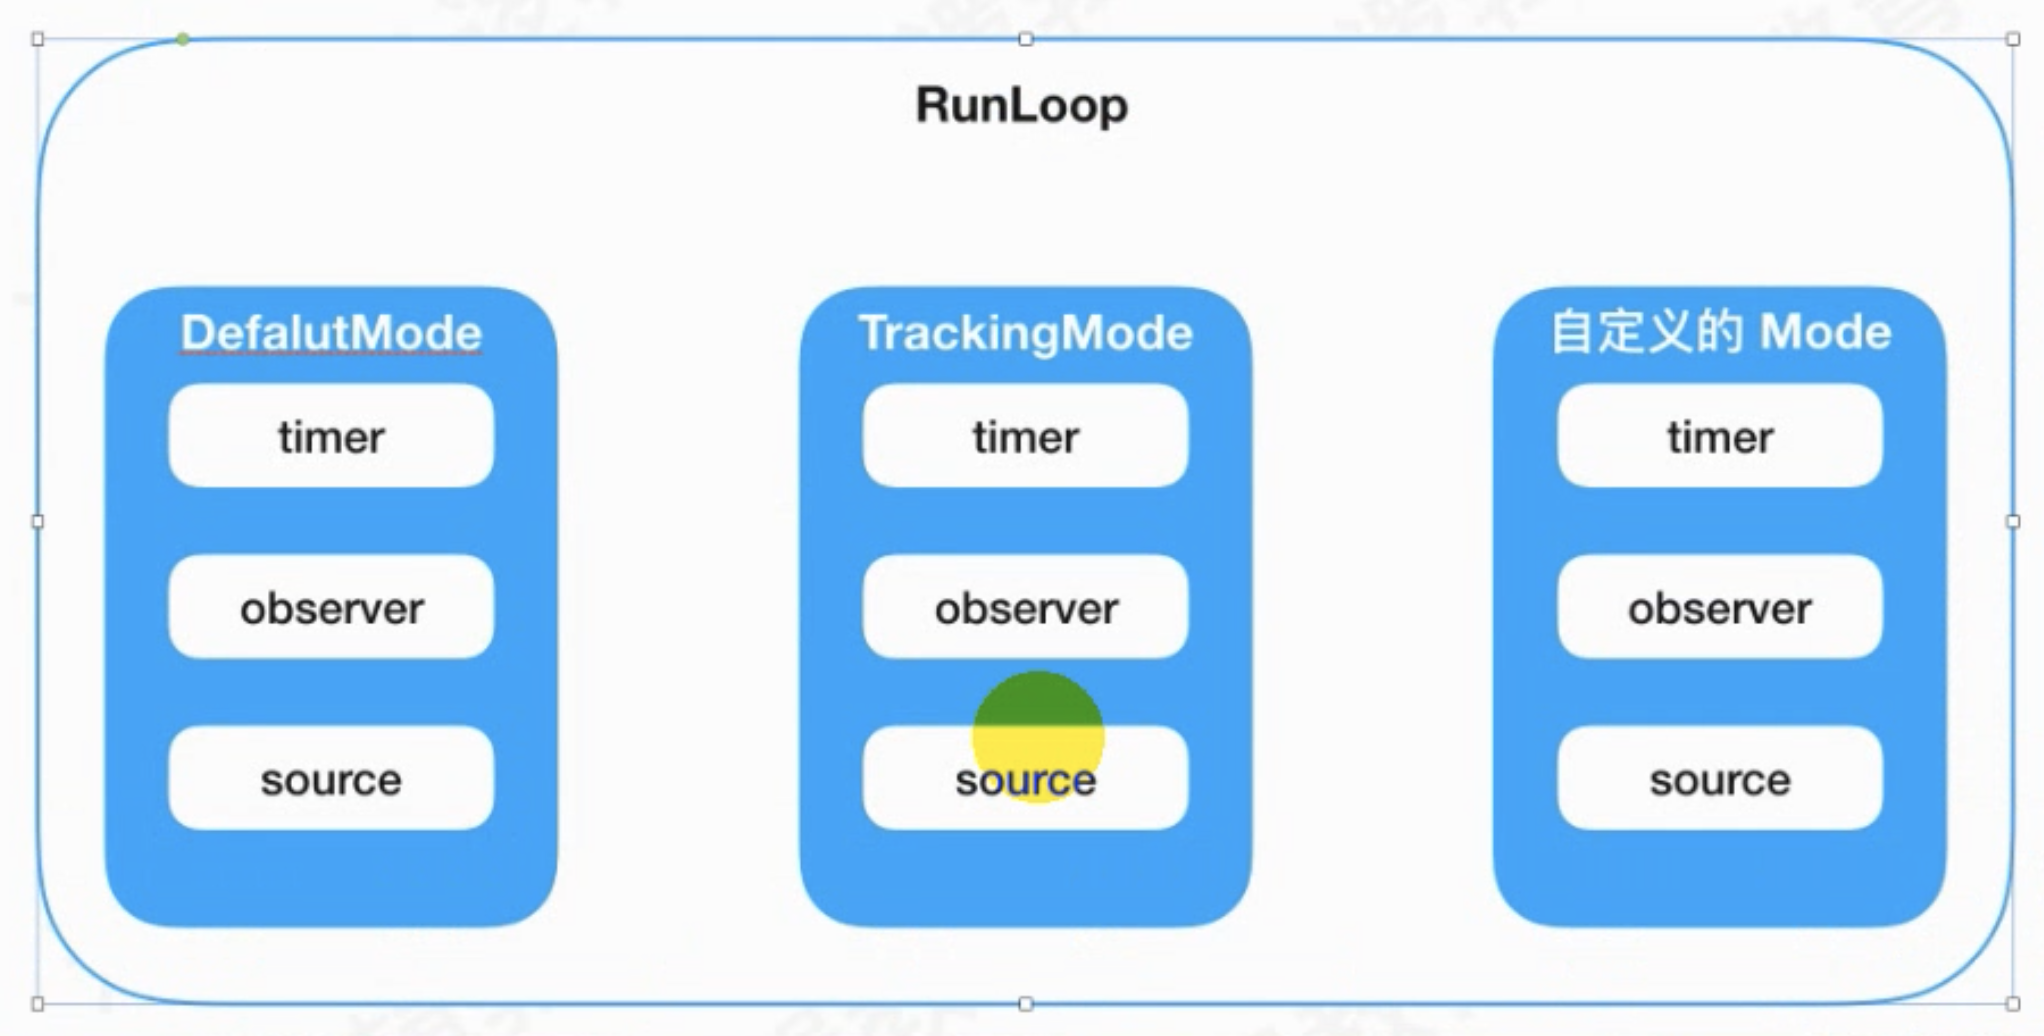 RunLoop
DefalutMode
timer
observer
source
TrackingMode
timer
observer
source
自定义的 Mode
timer
observer
source